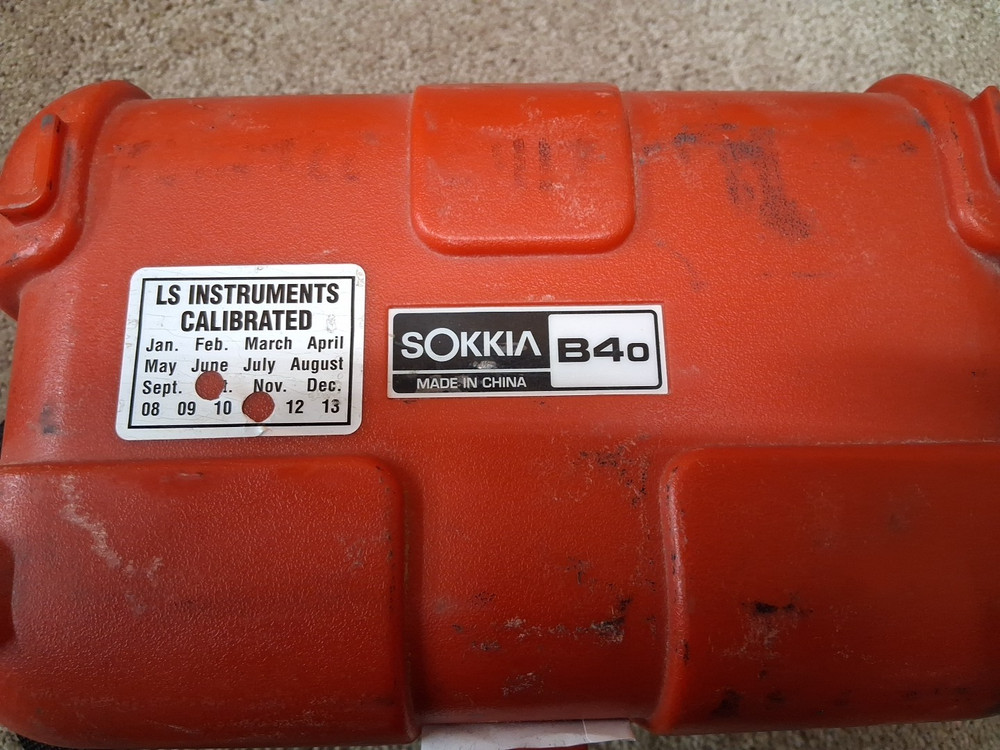 LS INSTRUMENTS
CALIBRATED
Jan. Feb. March April
May June July August
Sept. t. Nov. Dec.
08 09 10 12 13
SOKKIA
MADE IN CHINA
B40